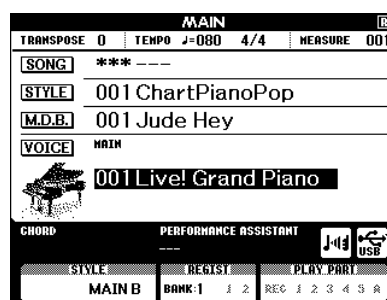 MAIN
TRANSPOSE 0 TEMPO ♩=080 4/4 MEASURE 001
SONG *** ---
STYLE 001 ChartPianoPop
M.D.B. 001 Jude Hey
VOICE MAIN
001 Live! Grand Piano
CHORD PERFORMANCE ASSISTANT
---
USB
STYLE REGIST PLAY PART
MAIN B BANK:1 1 2 REC 1 2 3 4 5 A